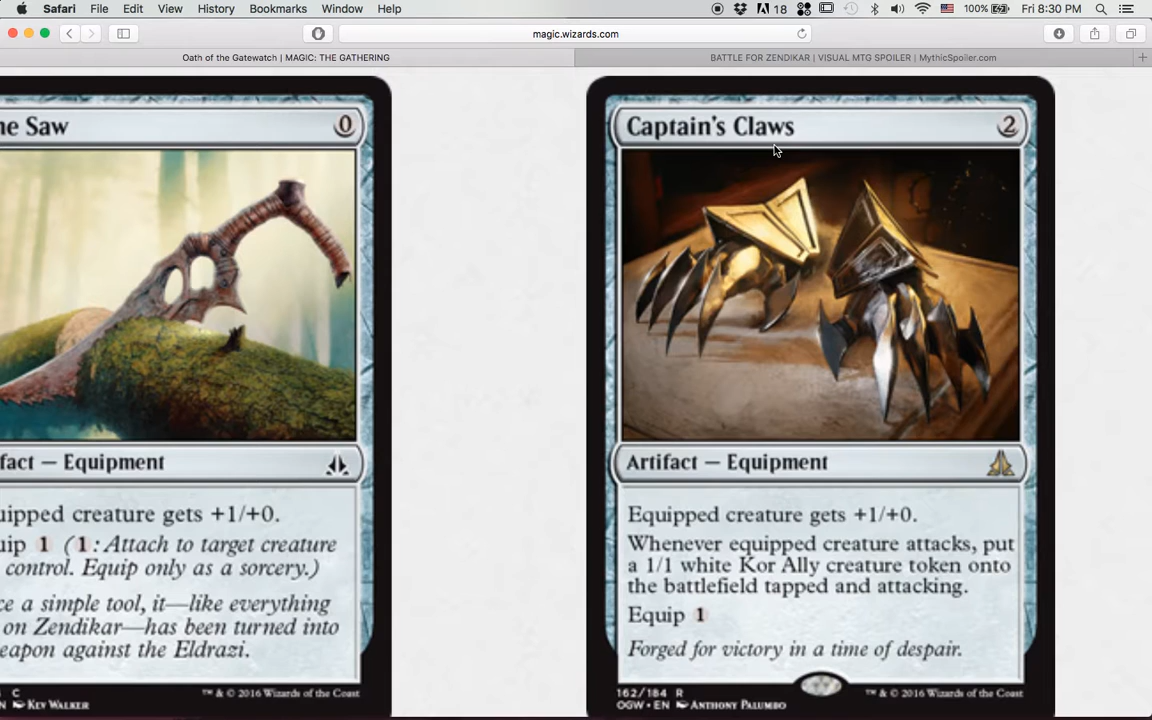 Safari File Edit View History Bookmarks Window Help 18 100% Fri 8:30 PM
magic.wizards.com
Oath of the Gatewatch | MAGIC: THE GATHERING
BATTLE FOR ZENDIKAR | VISUAL MTG SPOILER | MythicSpoiler.com
ne Saw 0
fact — Equipment
uipped creature gets +1/+0.
uip 1 (1: Attach to target creature
control. Equip only as a sorcery.)
ce a simple tool, it—like everything
on Zendikar—has been turned into
eapon against the Eldrazi.
C
N Kev Walker
™ & © 2016 Wizards of the Coast
Captain's Claws 2
Artifact — Equipment
Equipped creature gets +1/+0.
Whenever equipped creature attacks, put
a 1/1 white Kor Ally creature token onto
the battlefield tapped and attacking.
Equip 1
Forged for victory in a time of despair.
162/184 R
OGW • EN Anthony Palumbo
™ & © 2016 Wizards of the Coast